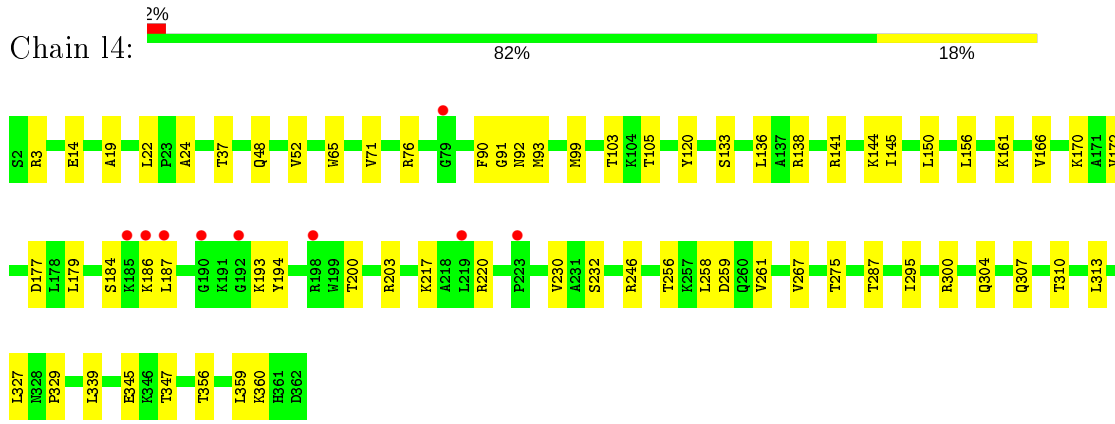 2%
Chain l4:
82% 18%
S2 R3 E14 A19 L22 P23 A24 T37 Q48 V52 W65 V71 R76 G79 F90 G91 N92 M93 M99 T103 K104 T105 Y120 S133 L136 A137 R138 R141 K144 I145 L150 L156 K161 V166 K170 A171
D177 L178 L179 S184 K185 K186 L187 G190 K191 G192 K193 Y194 R198 W199 T200 R203 K217 A218 L219 R220 P223 V230 A231 S232 R246 T256 K257 L258 D259 Q260 V261 V267 T275 T287 I295 R300 Q304 Q307 T310 L313
L327 N328 P329 L339 E345 K346 T347 T356 L359 K360 H361 D362